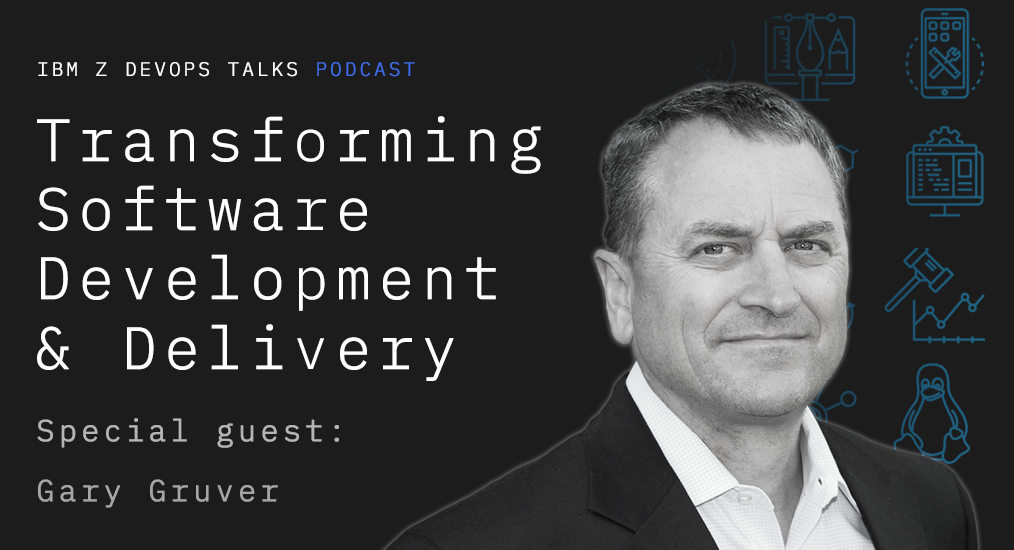 IBM Z DEVOPS TALKS PODCAST
Transforming
Software
Development
& Delivery
Special guest:
Gary Gruver